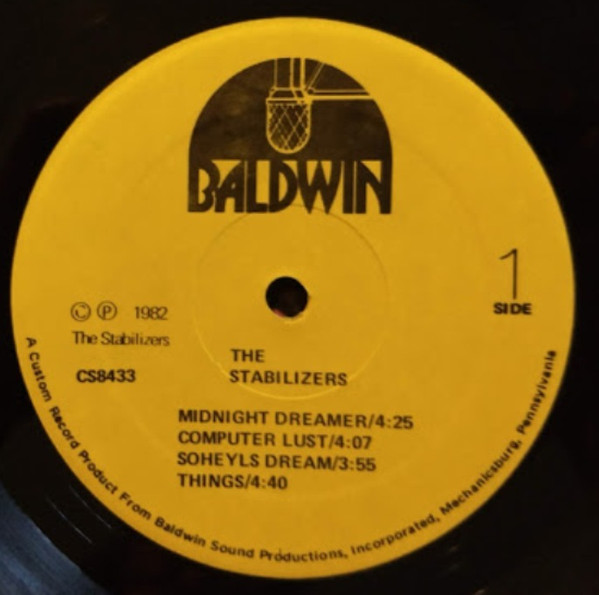 BALDWIN
1
SIDE
© ℗ 1982
The Stabilizers
CS8433
THE
STABILIZERS
MIDNIGHT DREAMER/4:25
COMPUTER LUST/4:07
SOHEYLS DREAM/3:55
THINGS/4:40
A Custom Record Product From Baldwin Sound Productions, Incorporated, Mechanicsburg, Pennsylvania